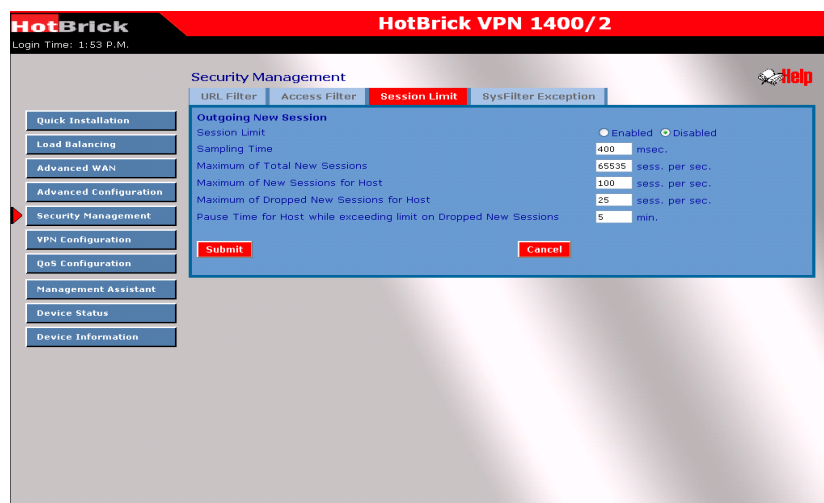 HotBrick
HotBrick VPN 1400/2
Login Time: 1:53 P.M.
Security Management
Help
URL Filter Access Filter Session Limit SysFilter Exception
Quick Installation
Load Balancing
Advanced WAN
Advanced Configuration
Security Management
VPN Configuration
QoS Configuration
Management Assistant
Device Status
Device Information
Outgoing New Session
Session Limit Enabled Disabled
Sampling Time 400 msec.
Maximum of Total New Sessions 65535 sess. per sec.
Maximum of New Sessions for Host 100 sess. per sec.
Maximum of Dropped New Sessions for Host 25 sess. per sec.
Pause Time for Host while exceeding limit on Dropped New Sessions 5 min.
Submit Cancel